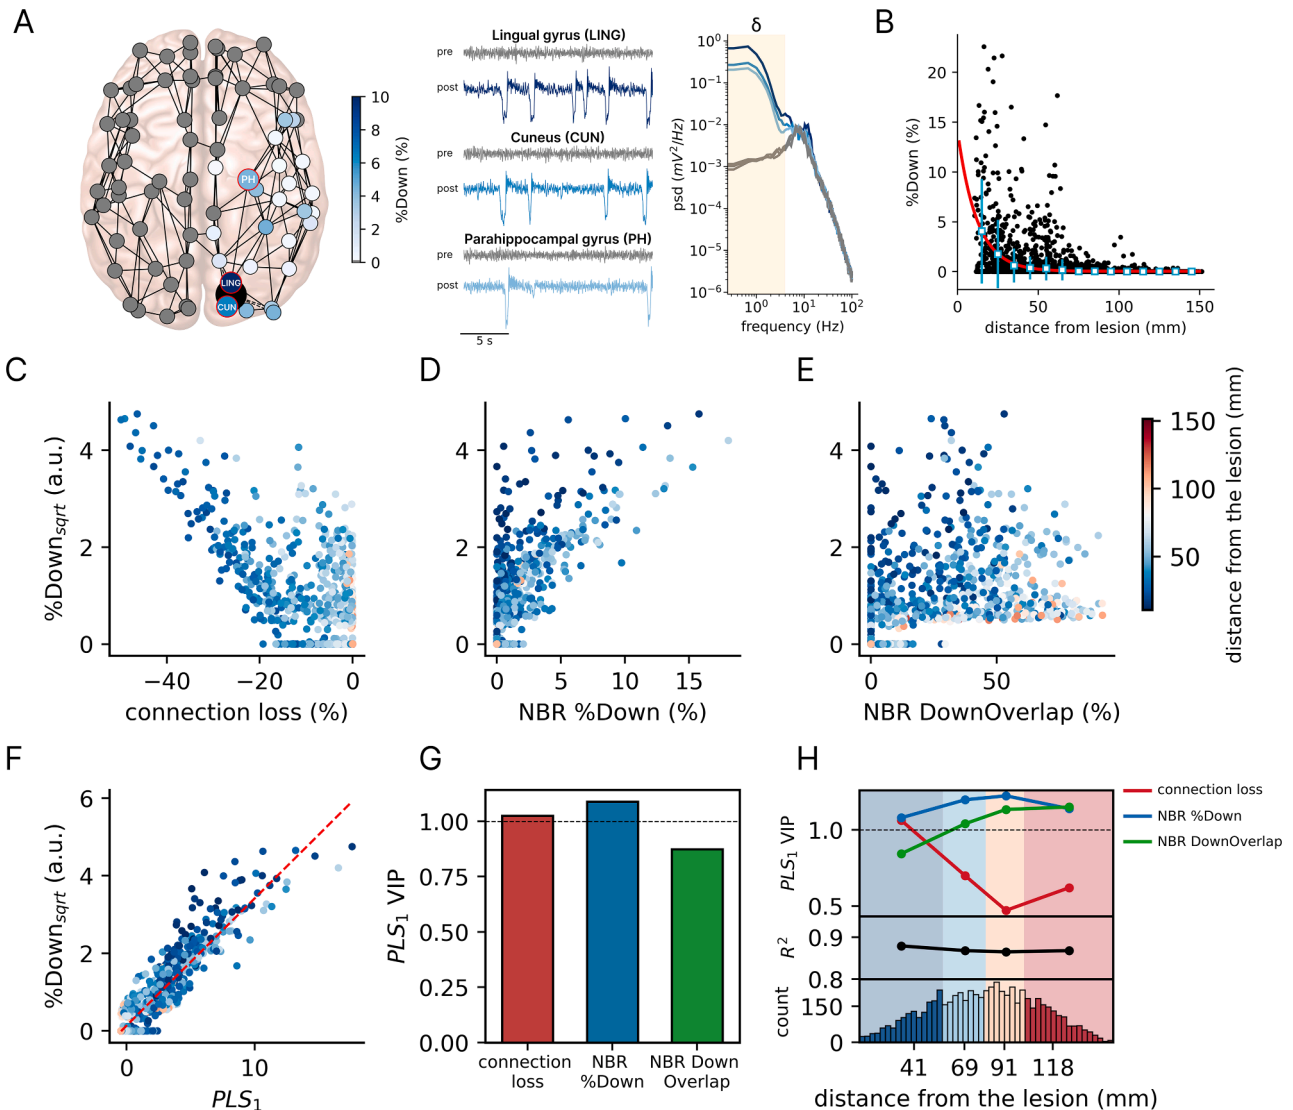 A
PH
LING
CUN
10
8
6
4
2
0
%Down (%)
Lingual gyrus (LING)
pre
post
Cuneus (CUN)
pre
post
Parahippocampal gyrus (PH)
pre
post
5 s
δ
10⁰
10⁻¹
10⁻²
10⁻³
10⁻⁴
10⁻⁵
10⁻⁶
psd (mV²/Hz)
10⁰ 10¹ 10²
frequency (Hz)
B
20
15
10
5
0
%Down (%)
0 50 100 150
distance from lesion (mm)
C
4
2
0
%Down_sqrt (a.u.)
−40 −20 0
connection loss (%)
D
0 5 10 15
NBR %Down (%)
E
0 50
NBR DownOverlap (%)
150
100
50
distance from the lesion (mm)
F
6
4
2
0
%Down_sqrt (a.u.)
0 10
PLS₁
G
1.00
0.75
0.50
0.25
0.00
PLS₁ VIP
connection loss
NBR %Down
NBR Down Overlap
H
1.0
0.5
PLS₁ VIP
0.9
0.8
R²
150
0
count
41 69 91 118
distance from the lesion (mm)
connection loss
NBR %Down
NBR DownOverlap